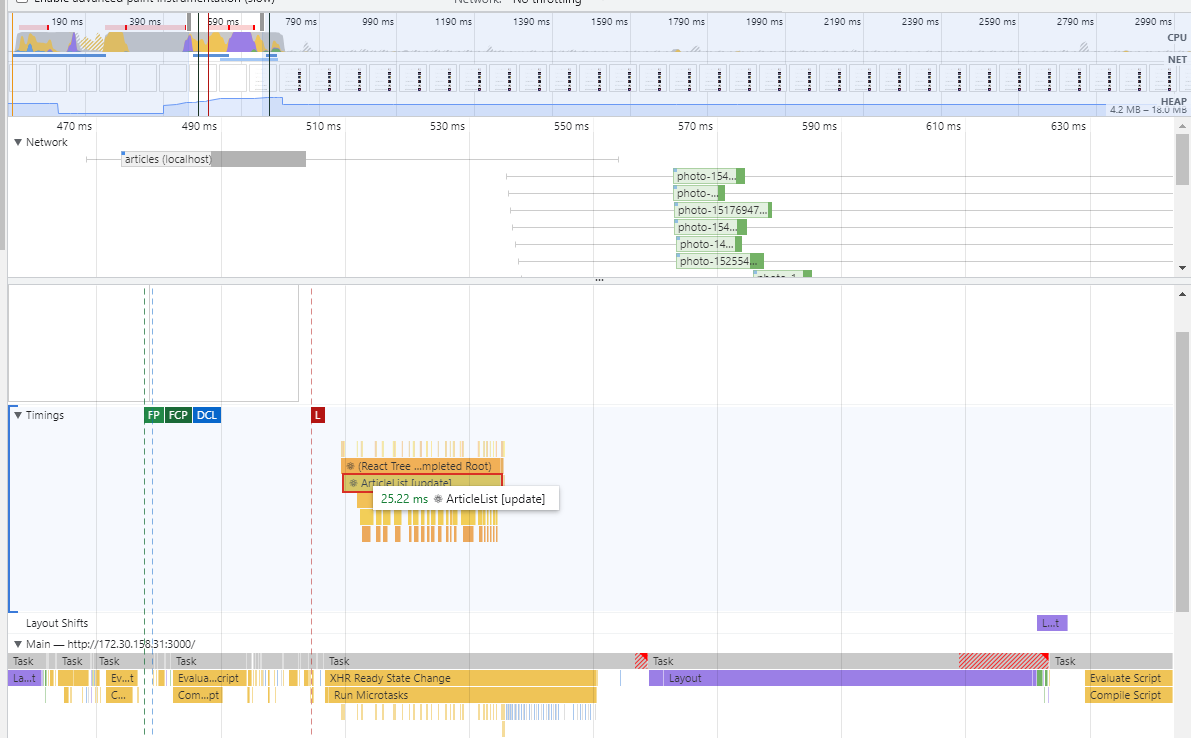 Enable advanced paint instrumentation (slow)
Network: No throttling
190 ms 390 ms 590 ms 790 ms 990 ms 1190 ms 1390 ms 1590 ms 1790 ms 1990 ms 2190 ms 2390 ms 2590 ms 2790 ms 2990 ms
CPU
NET
HEAP
4.2 MB – 18.0 MB
470 ms 490 ms 510 ms 530 ms 550 ms 570 ms 590 ms 610 ms 630 ms
▼ Network
articles (localhost)
photo-154...
photo-...
photo-15176947...
photo-154...
photo-14...
photo-152554...
photo-1...
...
▼ Timings
FP FCP DCL L
(React Tree ...mpleted Root)
ArticleList [update]
25.22 ms ArticleList [update]
Layout Shifts
L...t
▼ Main — http://172.30.158.31:3000/
Task Task Task Task Task Task Task
La...t Ev...t Evalua...cript XHR Ready State Change Layout Evaluate Script
C... Com...pt Run Microtasks Compile Script